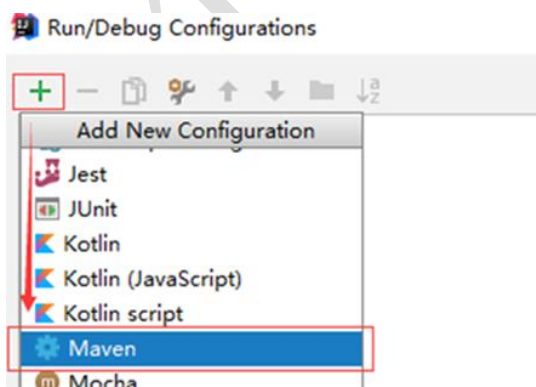 Run/Debug Configurations
Add New Configuration
Jest
JUnit
Kotlin
Kotlin (JavaScript)
Kotlin script
Maven
Mocha